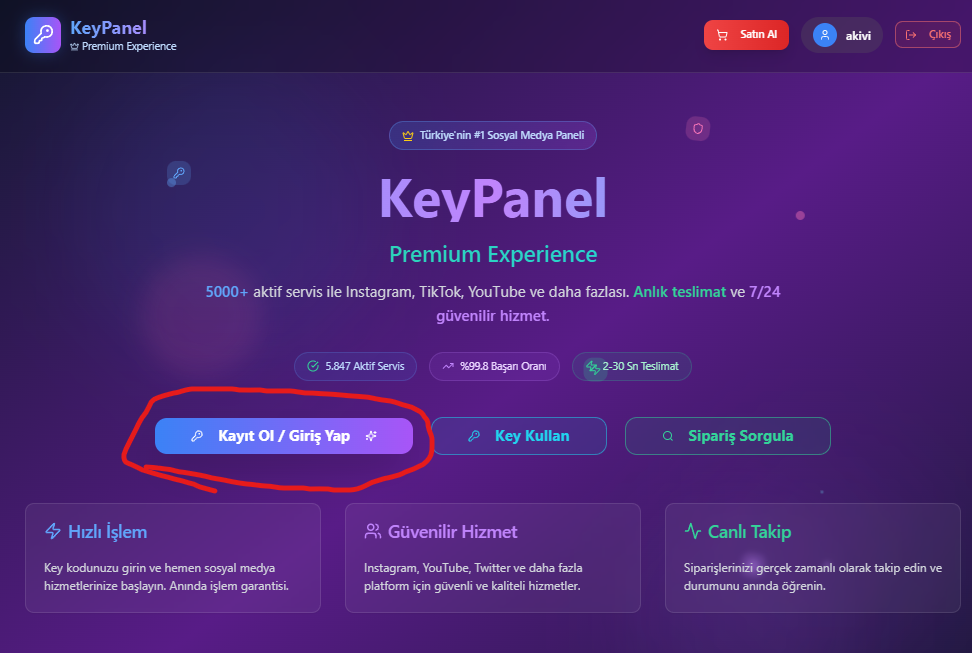 KeyPanel
Premium Experience
Satın Al
akivi
Çıkış
Türkiye'nin #1 Sosyal Medya Paneli
KeyPanel
Premium Experience
5000+ aktif servis ile Instagram, TikTok, YouTube ve daha fazlası. Anlık teslimat ve 7/24
güvenilir hizmet.
5.847 Aktif Servis
%99.8 Başarı Oranı
2-30 Sn Teslimat
Kayıt Ol / Giriş Yap
Key Kullan
Sipariş Sorgula
Hızlı İşlem
Key kodunuzu girin ve hemen sosyal medya
hizmetlerinize başlayın. Anında işlem garantisi.
Güvenilir Hizmet
Instagram, YouTube, Twitter ve daha fazla
platform için güvenli ve kaliteli hizmetler.
Canlı Takip
Siparişlerinizi gerçek zamanlı olarak takip edin ve
durumunu anında öğrenin.